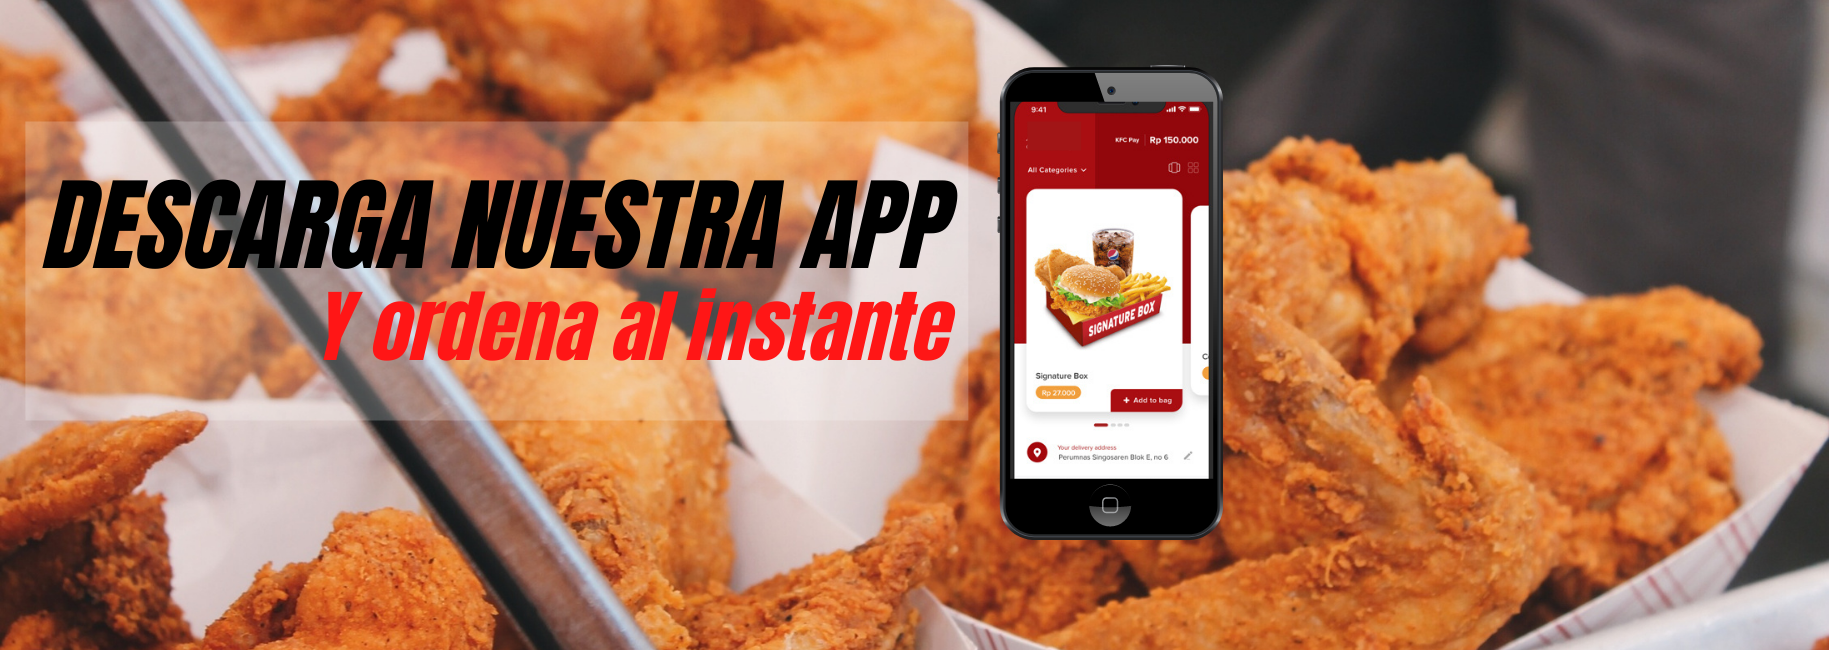 DESCARGA NUESTRA APP
Y ordena al instante
9:41
KFC Pay Rp 150.000
All Categories
SIGNATURE BOX
Signature Box
Rp 27.000
+ Add to bag
Your delivery address
Perumnas Singosaren Blok E, no 6